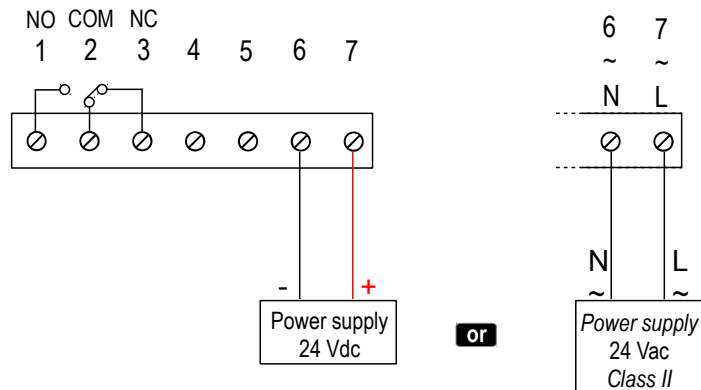 NO COM NC
1 2 3 4 5 6 7
- +
Power supply
24 Vdc
or
6 7
~ ~
N L
N L
~ ~
Power supply
24 Vac
Class II